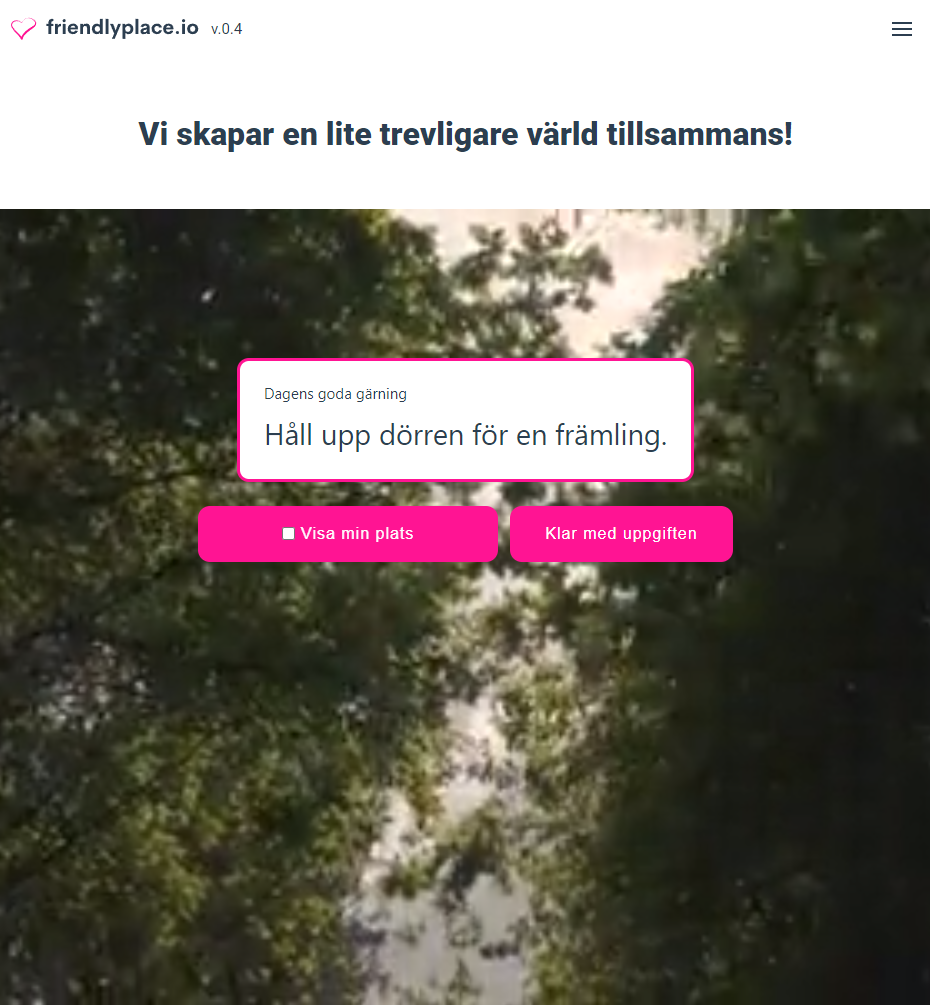 friendlyplace.io v.0.4
Vi skapar en lite trevligare värld tillsammans!
Dagens goda gärning
Håll upp dörren för en främling.
Visa min plats
Klar med uppgiften